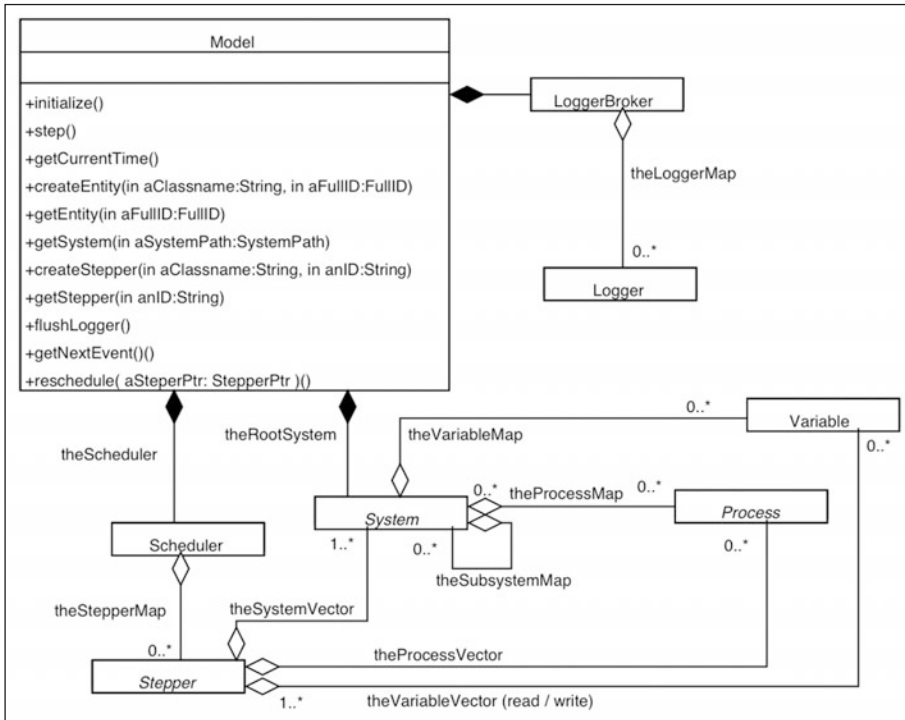 Model
+initialize()
+step()
+getCurrentTime()
+createEntity(in aClassname:String, in aFullID:FullID)
+getEntity(in aFullID:FullID)
+getSystem(in aSystemPath:SystemPath)
+createStepper(in aClassname:String, in anID:String)
+getStepper(in anID:String)
+flushLogger()
+getNextEvent()()
+reschedule( aSteperPtr: StepperPtr )()
LoggerBroker
theLoggerMap
0..*
Logger
theScheduler
theRootSystem
theVariableMap
0..*
Variable
0..*
0..*
theProcessMap
0..*
System
Process
1..*
0..*
0..*
theSubsystemMap
Scheduler
theStepperMap
theSystemVector
0..*
theProcessVector
Stepper
1..*
theVariableVector (read / write)